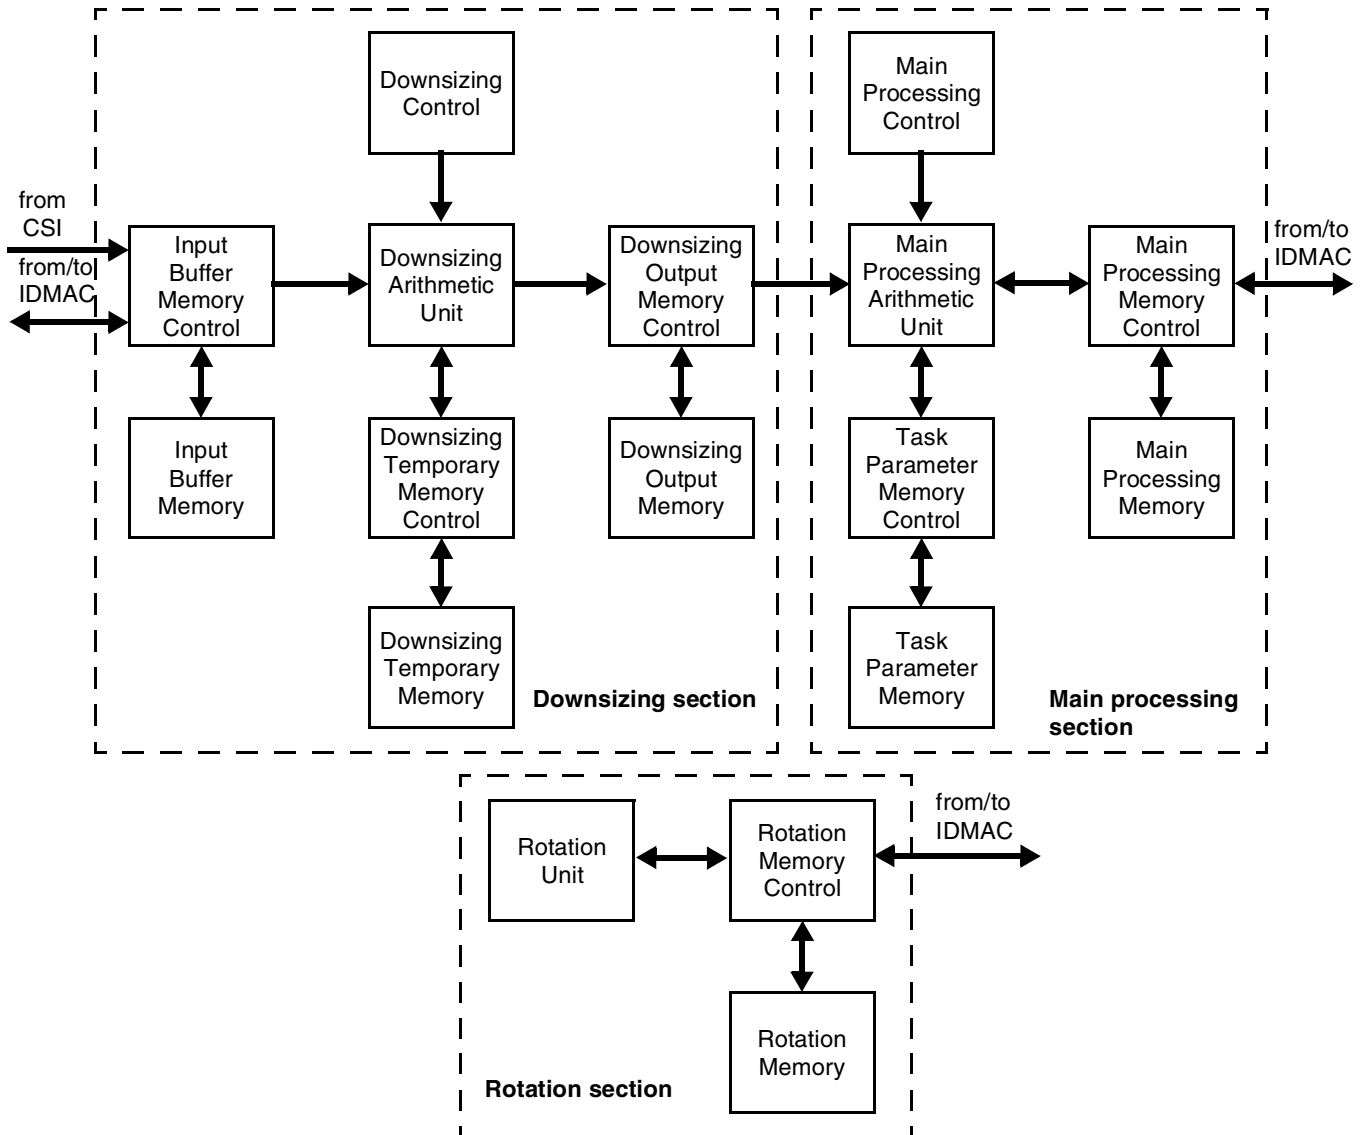 Downsizing
Control
Main
Processing
Control
from
CSI
from/to
IDMAC
Input
Buffer
Memory
Control
Downsizing
Arithmetic
Unit
Downsizing
Output
Memory
Control
Main
Processing
Arithmetic
Unit
Main
Processing
Memory
Control
from/to
IDMAC
Input
Buffer
Memory
Downsizing
Temporary
Memory
Control
Downsizing
Output
Memory
Task
Parameter
Memory
Control
Main
Processing
Memory
Downsizing
Temporary
Memory
Downsizing section
Task
Parameter
Memory
Main processing
section
Rotation
Unit
Rotation
Memory
Control
from/to
IDMAC
Rotation
Memory
Rotation section